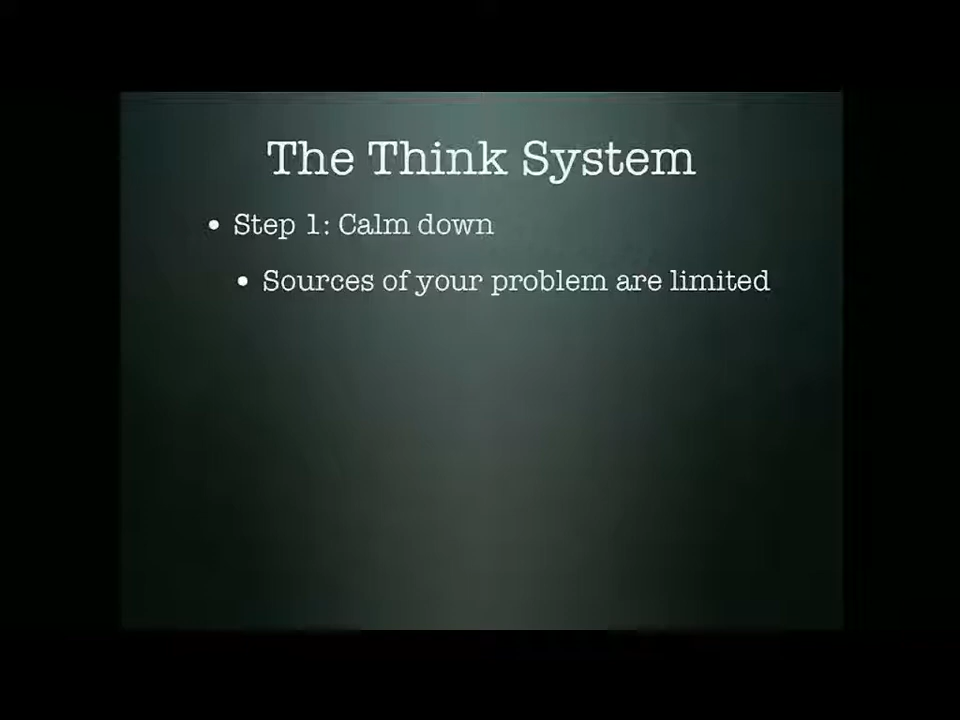 The Think System
• Step 1: Calm down
• Sources of your problem are limited